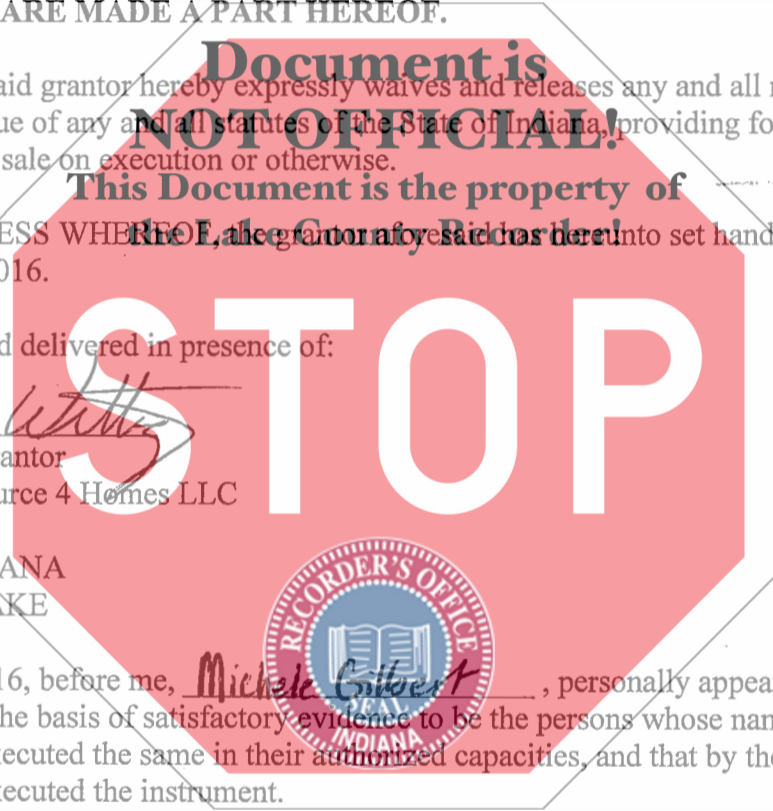 ARE MADE A PART HEREOF.
Document is
aid grantor hereby expressly waives and releases any and all
NOT OFFICIAL!
ue of any and all statutes of the State of Indiana, providing fo
sale on execution or otherwise.
This Document is the property of
the Lake County Recorder!
ESS WHEREOF, the grantor aforesaid has hereunto set hand
016.
STOP
d delivered in presence of:
antor
urce 4 Homes LLC
ANA
AKE
RECORDER'S OFFICE
SEAL
INDIANA
16, before me, Michele Gilbert, personally appea
he basis of satisfactory evidence to be the persons whose nam
ecuted the same in their authorized capacities, and that by the
ecuted the instrument.